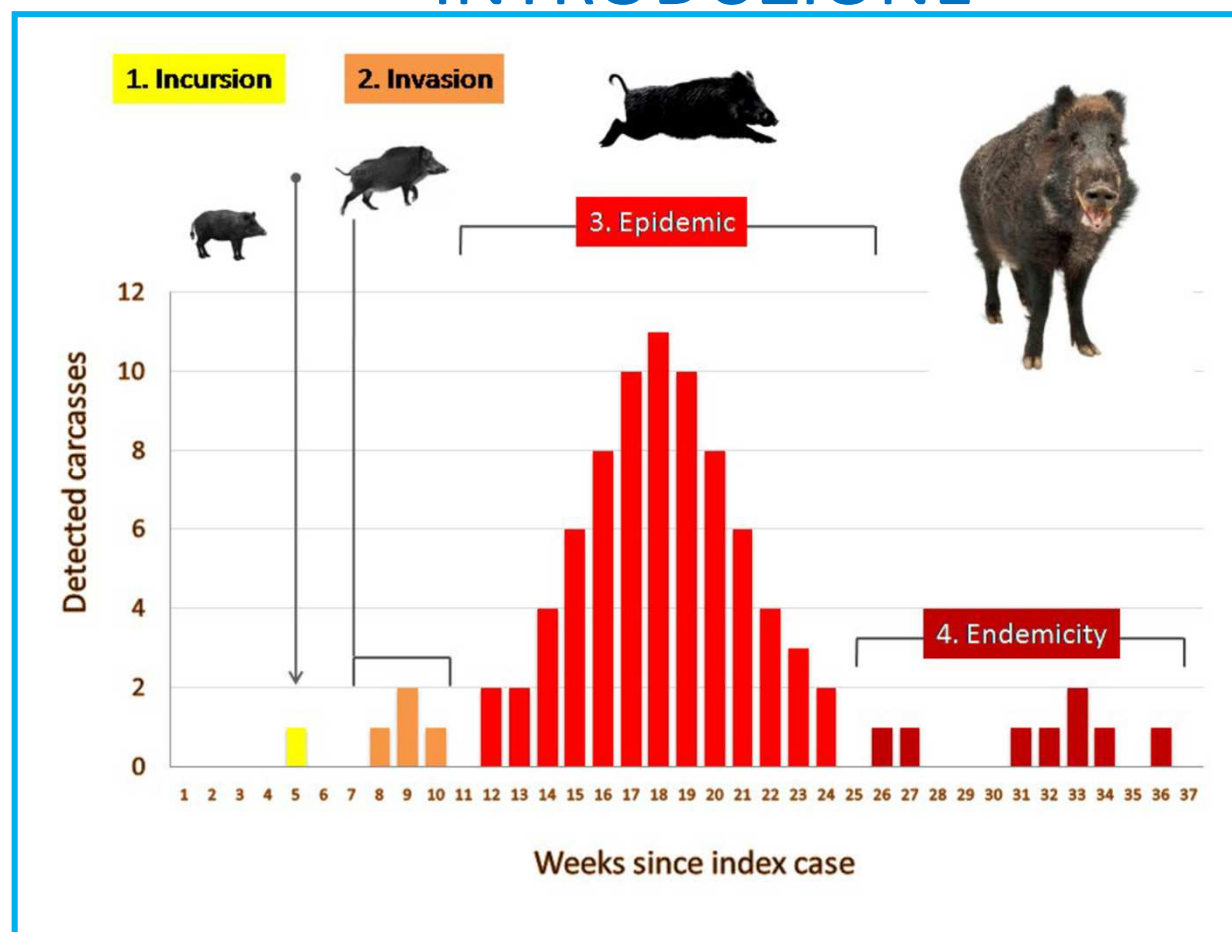 INTRODUZIONE
1. Incursion
2. Invasion
3. Epidemic
12
10
8
6
4
2
0
Detected carcasses
4. Endemicity
1 2 3 4 5 6 7 8 9 10 11 12 13 14 15 16 17 18 19 20 21 22 23 24 25 26 27 28 29 30 31 32 33 34 35 36 37
Weeks since index case